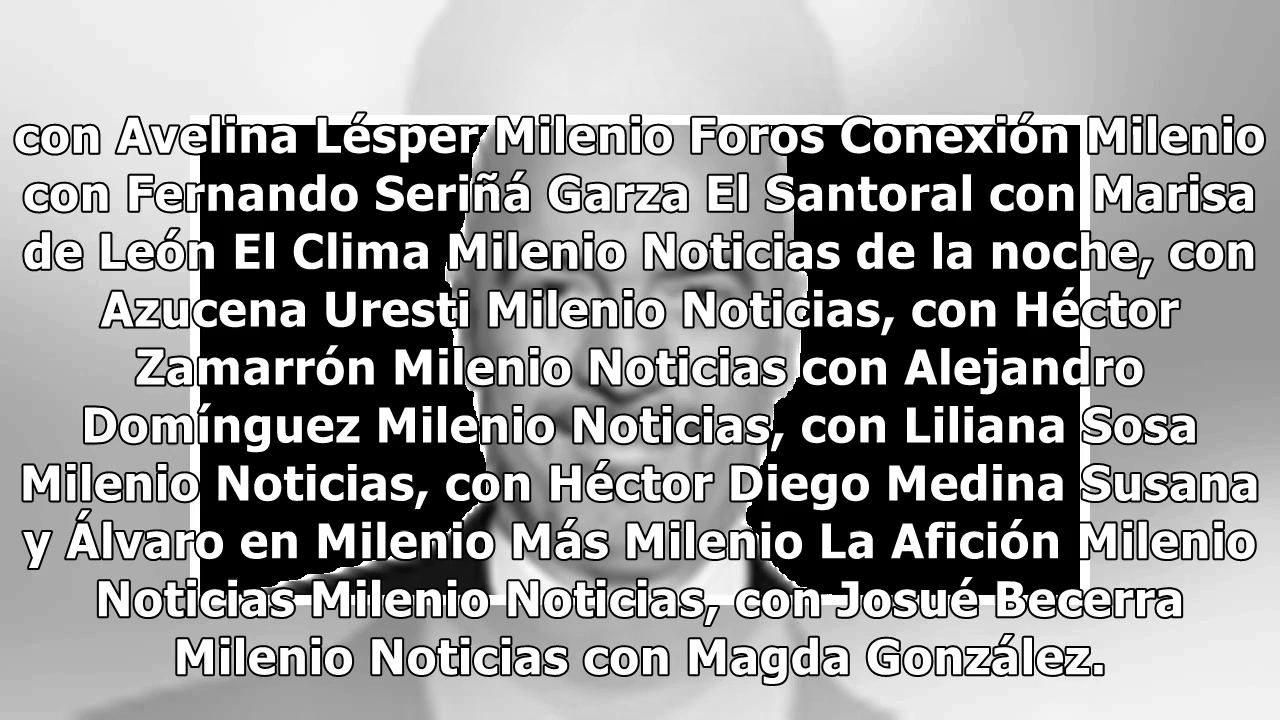 con Avelina Lésper Milenio Foros Conexión Milenio
con Fernando Seriñá Garza El Santoral con Marisa
de León El Clima Milenio Noticias de la noche, con
Azucena Uresti Milenio Noticias, con Héctor
Zamarrón Milenio Noticias con Alejandro
Domínguez Milenio Noticias, con Liliana Sosa
Milenio Noticias, con Héctor Diego Medina Susana
y Álvaro en Milenio Más Milenio La Afición Milenio
Noticias Milenio Noticias, con Josué Becerra
Milenio Noticias con Magda González.